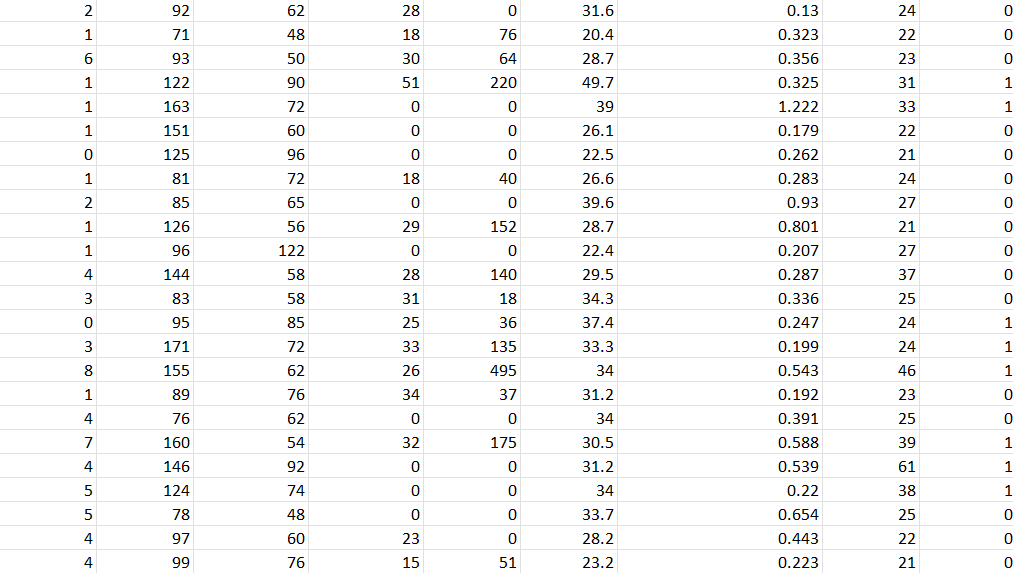 2 92 62 28 0 31.6 0.13 24 0
1 71 48 18 76 20.4 0.323 22 0
6 93 50 30 64 28.7 0.356 23 0
1 122 90 51 220 49.7 0.325 31 1
1 163 72 0 0 39 1.222 33 1
1 151 60 0 0 26.1 0.179 22 0
0 125 96 0 0 22.5 0.262 21 0
1 81 72 18 40 26.6 0.283 24 0
2 85 65 0 0 39.6 0.93 27 0
1 126 56 29 152 28.7 0.801 21 0
1 96 122 0 0 22.4 0.207 27 0
4 144 58 28 140 29.5 0.287 37 0
3 83 58 31 18 34.3 0.336 25 0
0 95 85 25 36 37.4 0.247 24 1
3 171 72 33 135 33.3 0.199 24 1
8 155 62 26 495 34 0.543 46 1
1 89 76 34 37 31.2 0.192 23 0
4 76 62 0 0 34 0.391 25 0
7 160 54 32 175 30.5 0.588 39 1
4 146 92 0 0 31.2 0.539 61 1
5 124 74 0 0 34 0.22 38 1
5 78 48 0 0 33.7 0.654 25 0
4 97 60 23 0 28.2 0.443 22 0
4 99 76 15 51 23.2 0.223 21 0